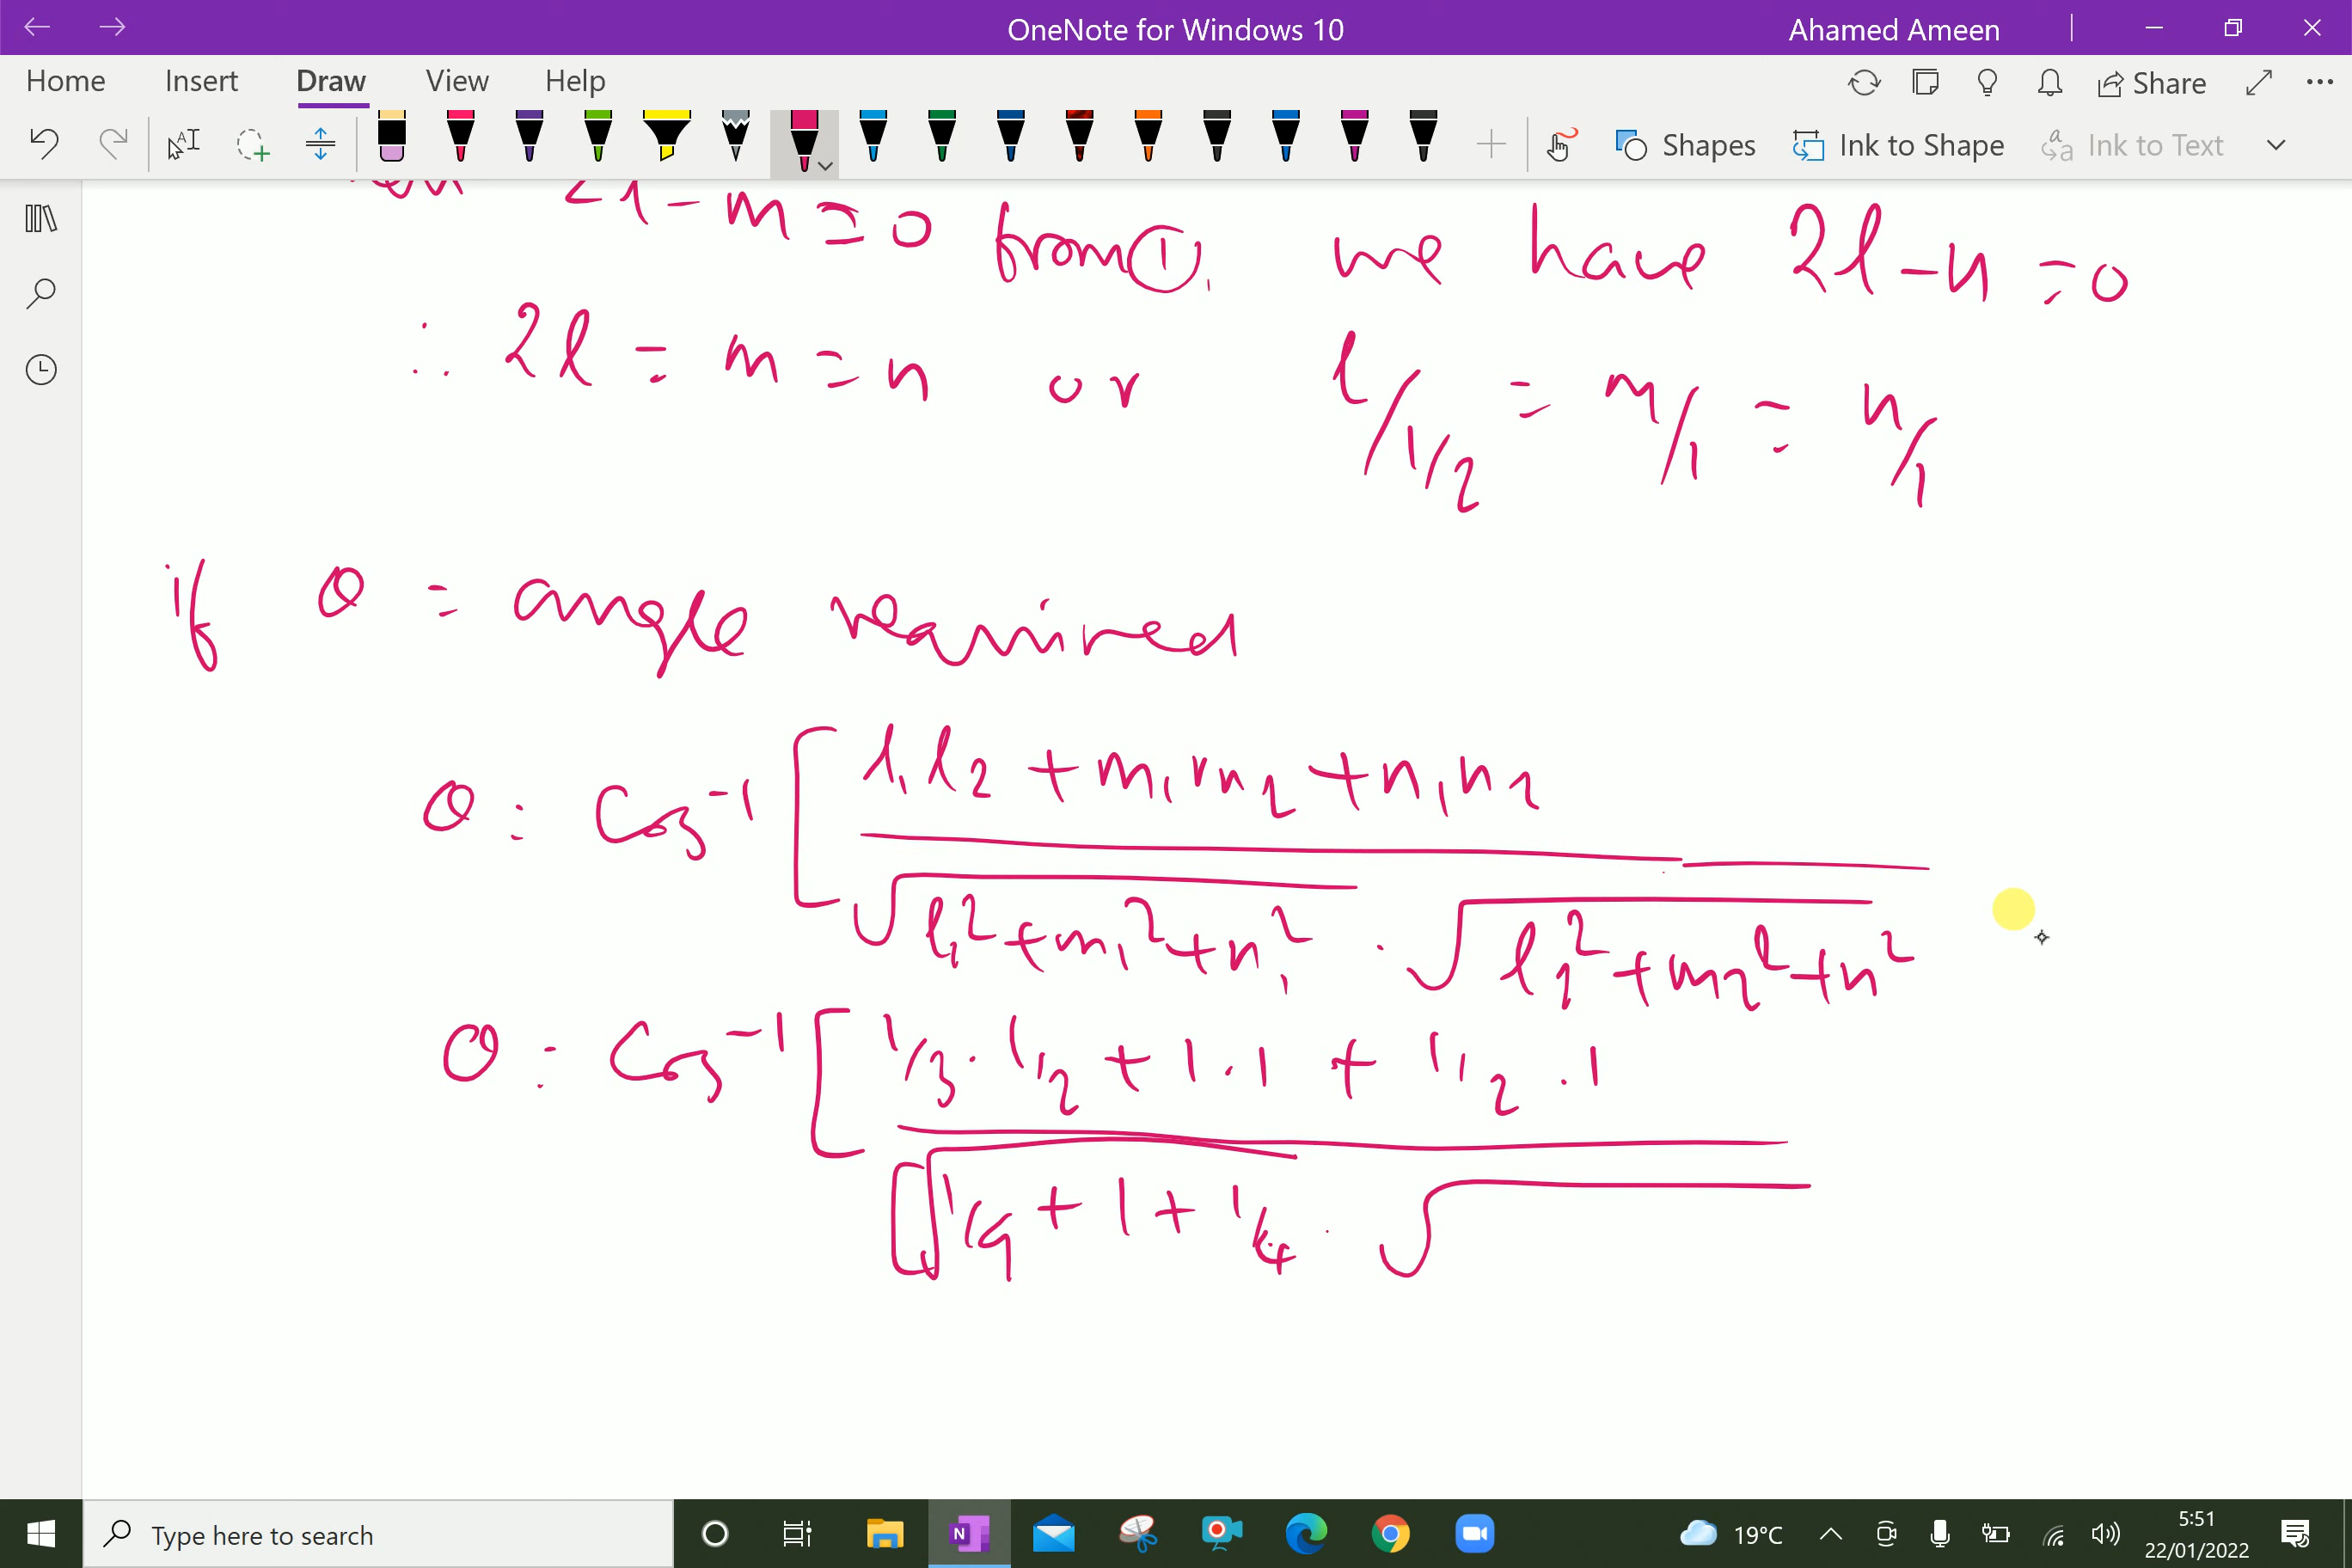 OneNote for Windows 10
Ahamed Ameen
Home Insert Draw View Help
Share
Shapes Ink to Shape Ink to Text
2l - m = 0 from ①, we have 2l - n = 0
∴ 2l = m = n or l/1/2 = m/1 = n/1
if θ = angle required
θ = Cos⁻¹ [ l₁l₂ + m₁m₂ + n₁n₂
√l₁² + m₁² + n₁² . √l₂² + m₂² + n²
θ = Cos⁻¹ [ 1/3 . 1/2 + 1 . 1 + 1/2 . 1
[√1/9 + 1 + 1/4 . √
Type here to search
19°C
5:51
22/01/2022